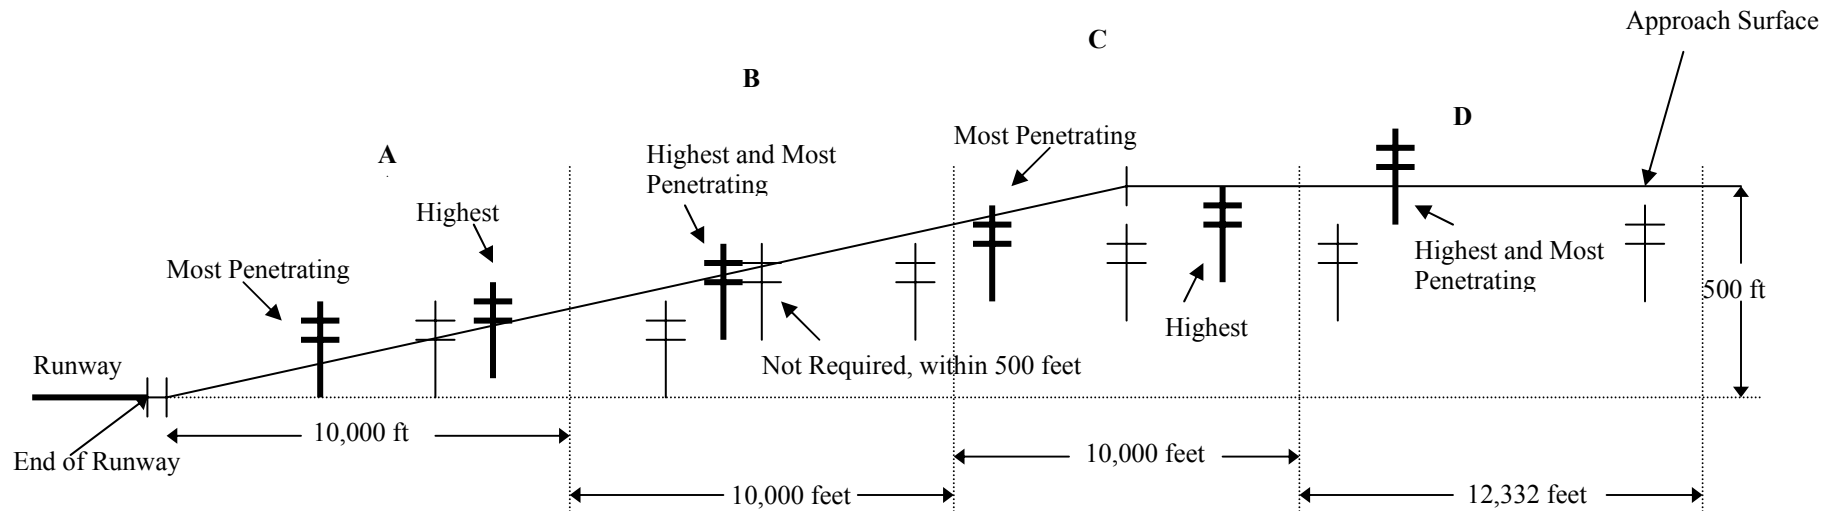 Approach Surface
C
B
D
Most Penetrating
A
Highest and Most
Penetrating
Highest
Highest and Most
Penetrating
Most Penetrating
500 ft
Highest
Runway
Not Required, within 500 feet
10,000 ft
10,000 feet
End of Runway
10,000 feet
12,332 feet